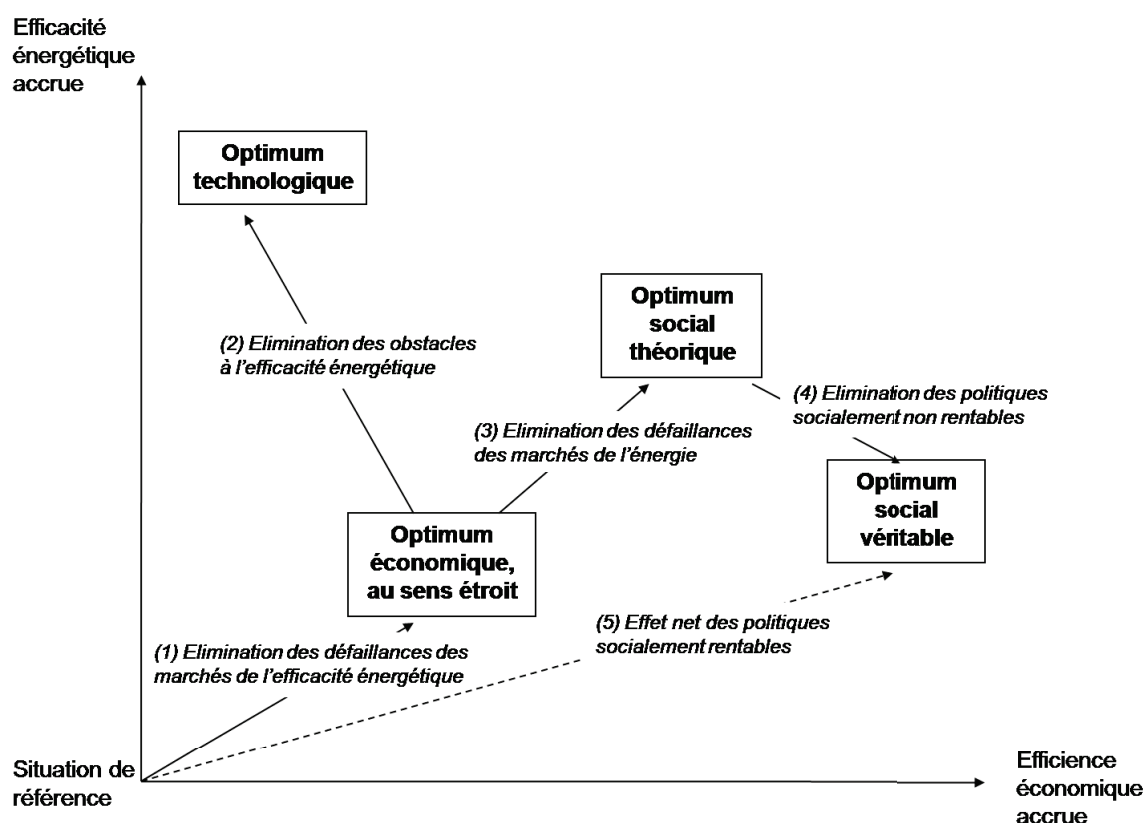 Efficacité
énergétique
accrue
Optimum
technologique
Optimum
social
théorique
(2) Elimination des obstacles
à l'efficacité énergétique
(4) Elimination des politiques
socialement non rentables
(3) Elimination des défaillances
des marchés de l'énergie
Optimum
social
véritable
Optimum
économique,
au sens étroit
(5) Effet net des politiques
socialement rentables
(1) Elimination des défaillances des
marchés de l'efficacité énergétique
Situation de
référence
Efficience
économique
accrue